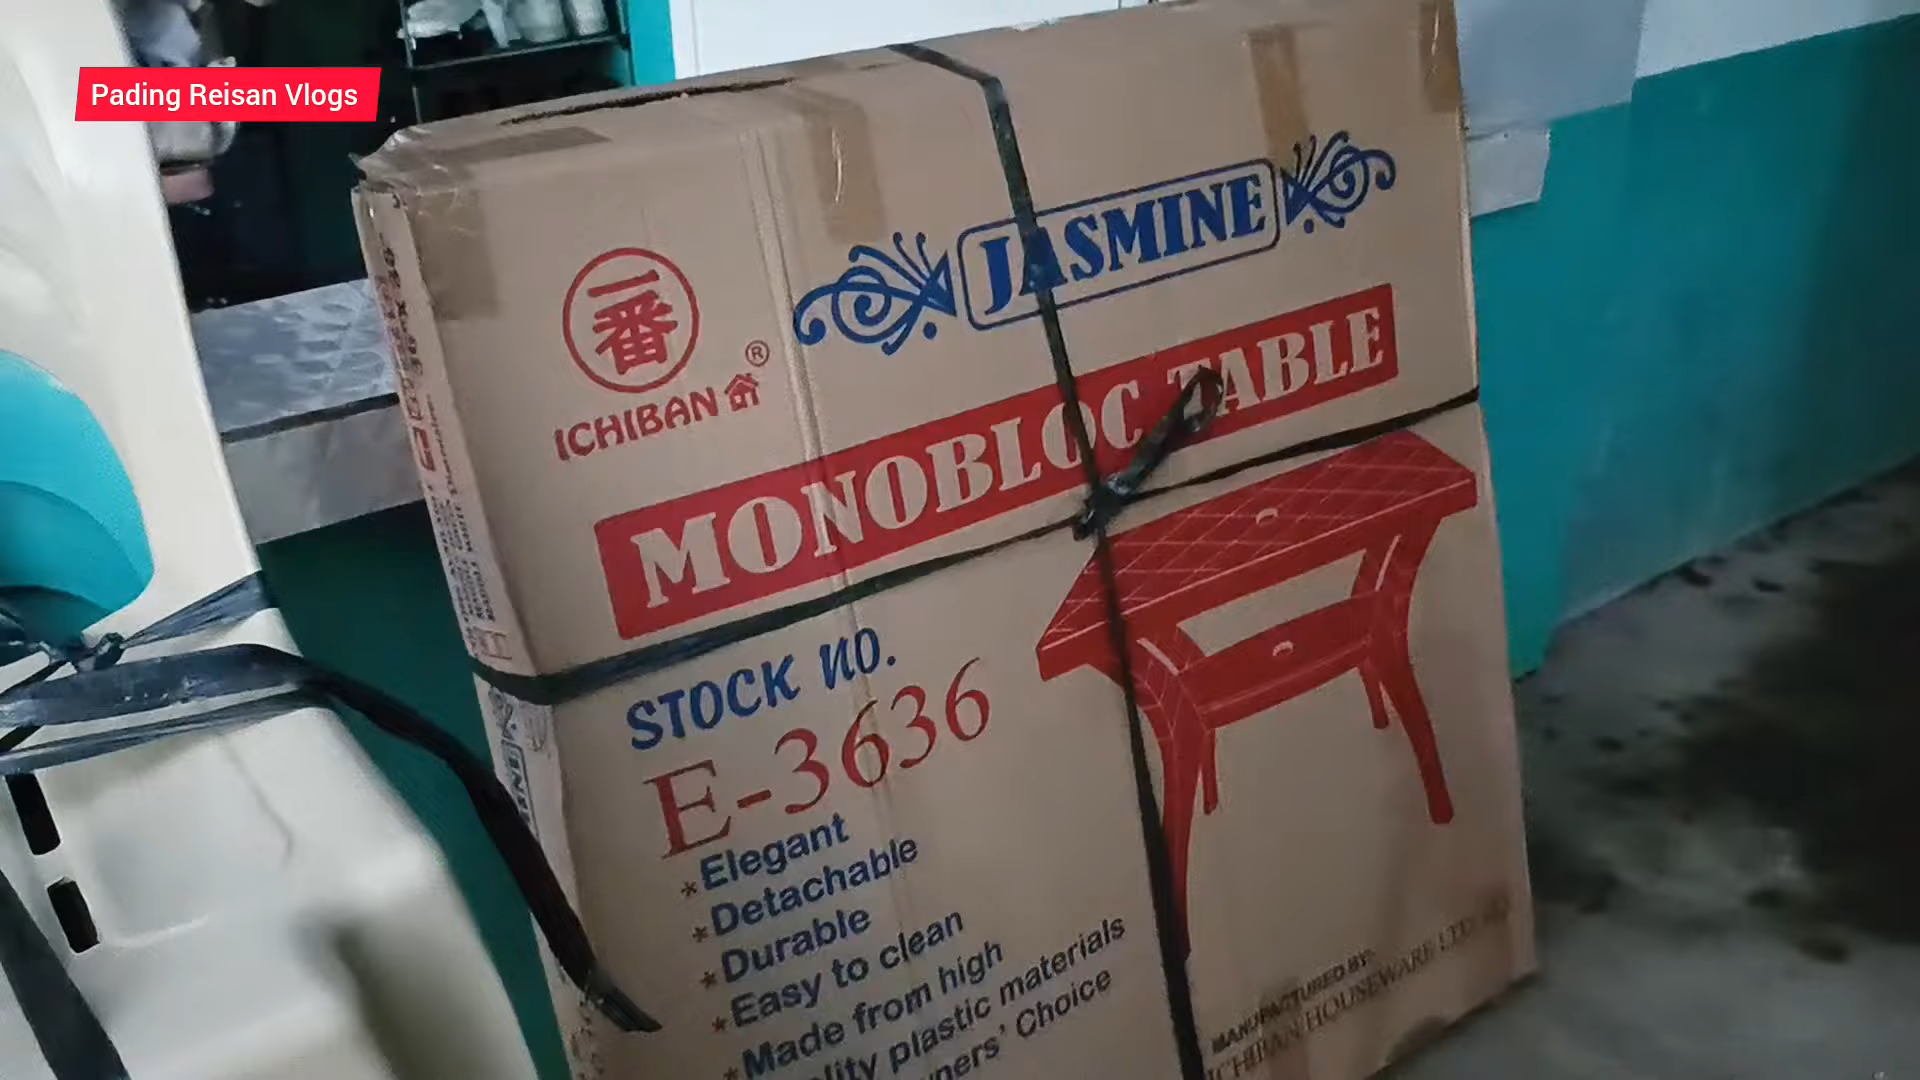 Pading Reisan Vlogs
一番
ICHIBAN ®
JASMINE
MONOBLOC TABLE
STOCK NO.
E-3636
*Elegant
*Detachable
*Durable
*Easy to clean
*Made from high
plastic materials
Choice
MANUFACTURED BY:
ICHIBAN HOUSEWARE